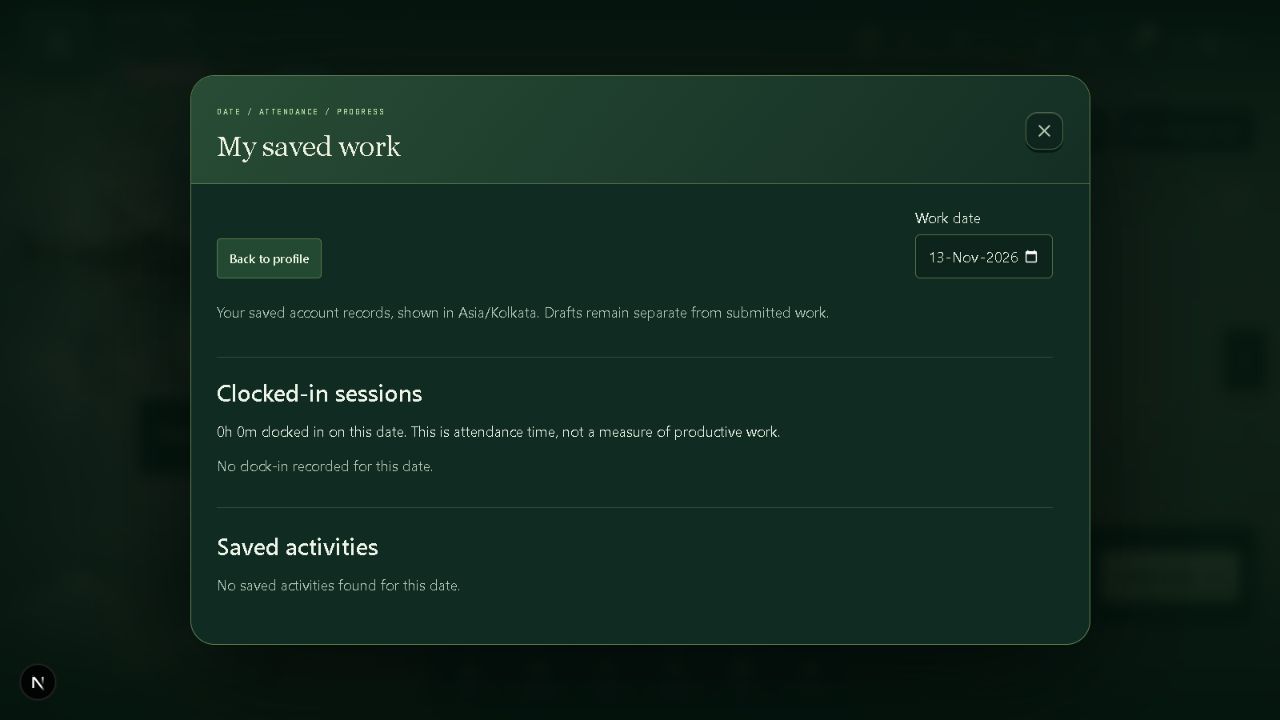 DATE / ATTENDANCE / PROGRESS
My saved work
Work date
Back to profile
13-Nov-2026
Your saved account records, shown in Asia/Kolkata. Drafts remain separate from submitted work.
Clocked-in sessions
0h 0m clocked in on this date. This is attendance time, not a measure of productive work.
No clock-in recorded for this date.
Saved activities
No saved activities found for this date.
N